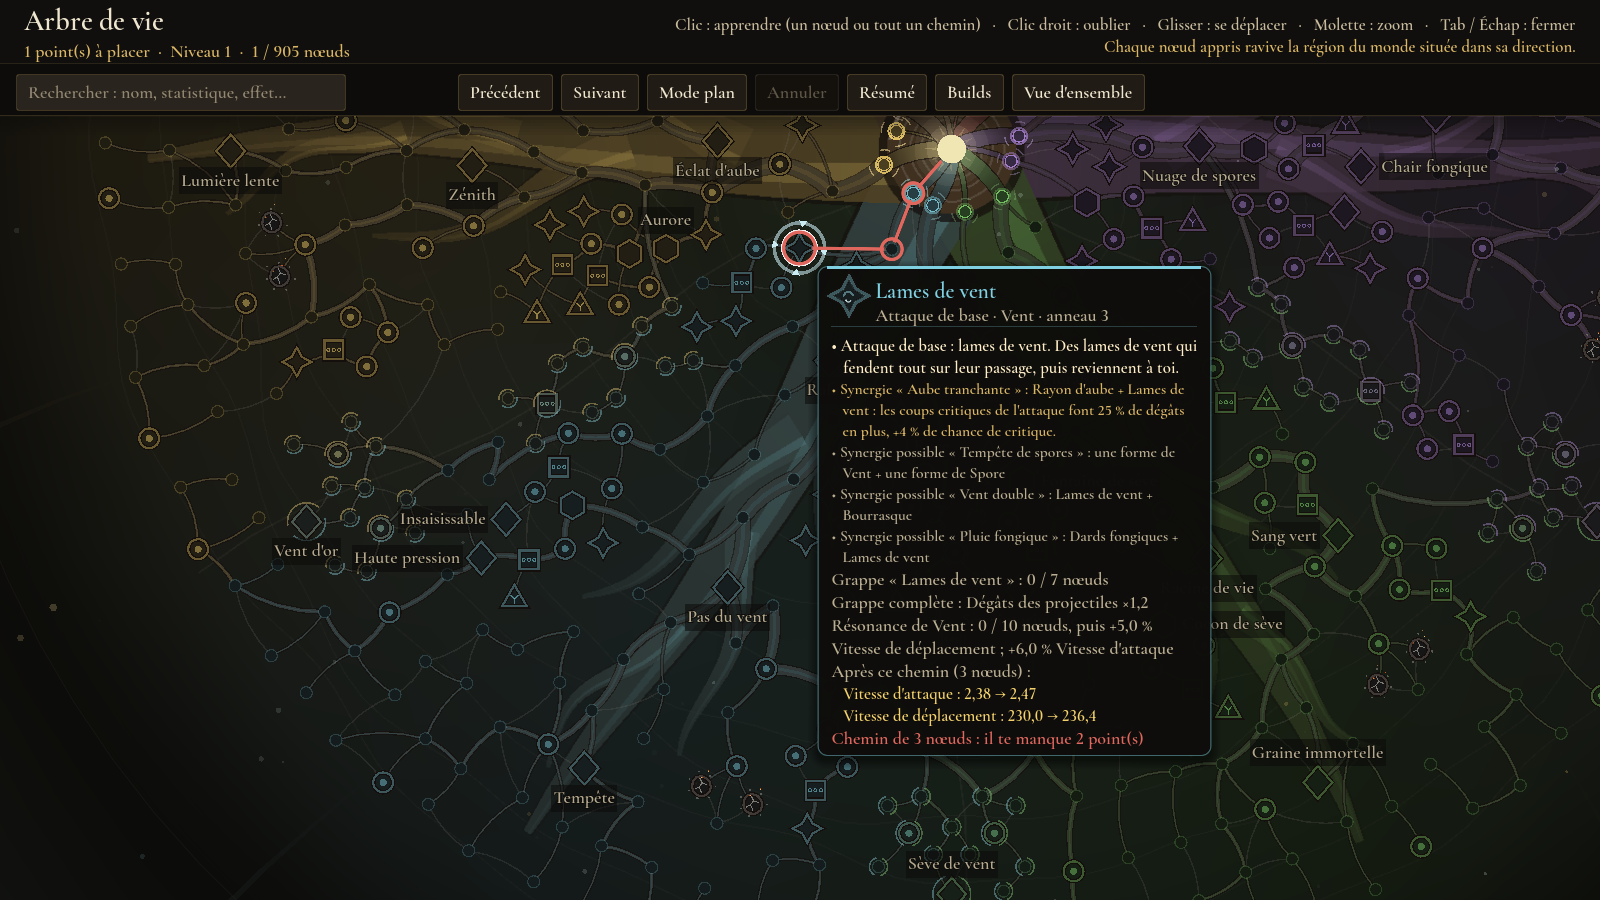 Arbre de vie
1 point(s) à placer · Niveau 1 · 1 / 905 nœuds
Clic : apprendre (un nœud ou tout un chemin) · Clic droit : oublier · Glisser : se déplacer · Molette : zoom · Tab / Échap : fermer
Chaque nœud appris ravive la région du monde située dans sa direction.
Rechercher : nom, statistique, effet...
Précédent
Suivant
Mode plan
Annuler
Résumé
Builds
Vue d'ensemble
Lumière lente
Zénith
Éclat d'aube
Aurore
Nuage de spores
Chair fongique
Lames de vent
Attaque de base · Vent · anneau 3
• Attaque de base : lames de vent. Des lames de vent qui
fendent tout sur leur passage, puis reviennent à toi.
• Synergie « Aube tranchante » : Rayon d'aube + Lames de
vent : les coups critiques de l'attaque font 25 % de dégâts
en plus, +4 % de chance de critique.
• Synergie possible « Tempête de spores » : une forme de
Vent + une forme de Spore
• Synergie possible « Vent double » : Lames de vent +
Bourrasque
• Synergie possible « Pluie fongique » : Dards fongiques +
Lames de vent
Grappe « Lames de vent » : 0 / 7 nœuds
Grappe complète : Dégâts des projectiles ×1,2
Résonance de Vent : 0 / 10 nœuds, puis +5,0 %
Vitesse de déplacement ; +6,0 % Vitesse d'attaque
Après ce chemin (3 nœuds) :
Vitesse d'attaque : 2,38 → 2,47
Vitesse de déplacement : 230,0 → 236,4
Chemin de 3 nœuds : il te manque 2 point(s)
Insaisissable
Vent d'or
Haute pression
Sang vert
de vie
Pas du vent
de sève
Graine immortelle
Tempête
Sève de vent